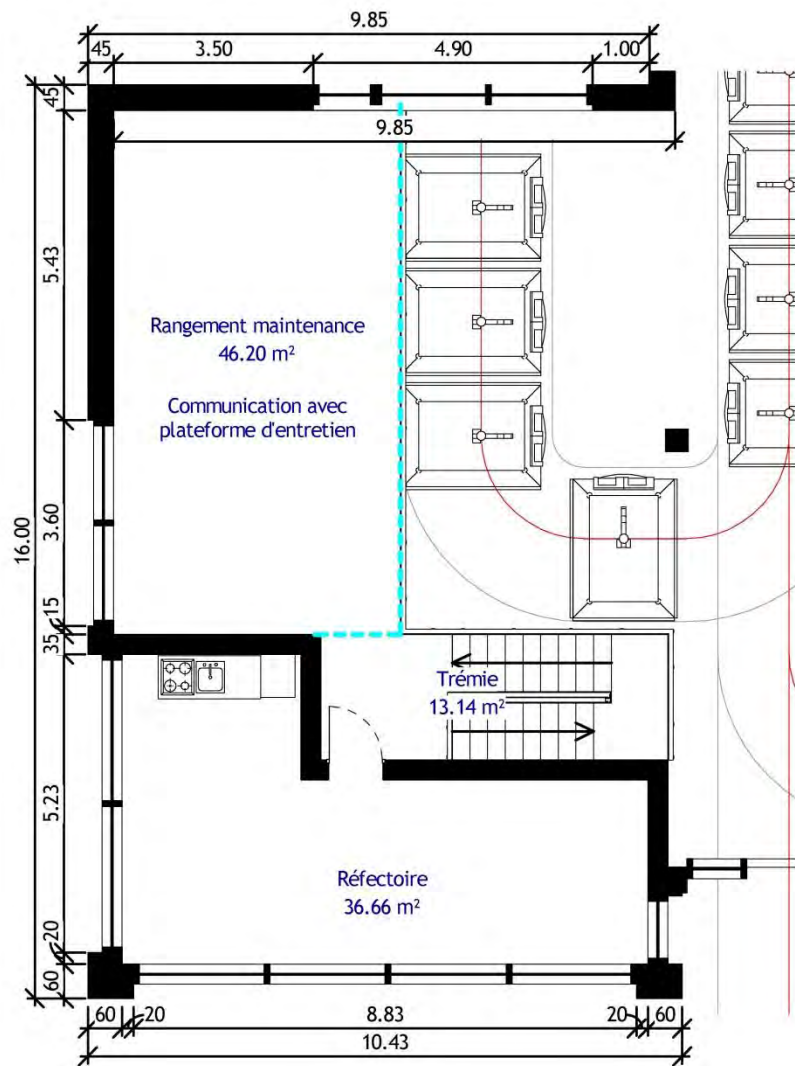 9.85
45
3.50
4.90
1.00
45
9.85
5.43
Rangement maintenance
46.20 m²
Communication avec
plateforme d'entretien
3.60
16.00
15
35
Trémie
13.14 m²
5.23
Réfectoire
36.66 m²
20
60
60
20
8.83
20
60
10.43